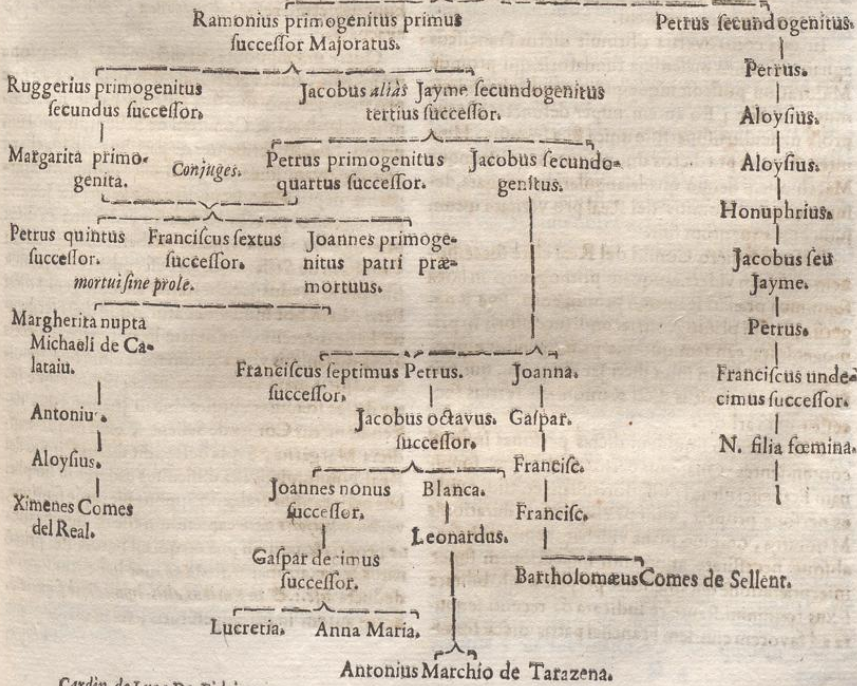 Ramonius primogenitus primus
ſucceſſor Majoratus.
Petrus ſecundogenitus.
Ruggerius primogenitus
ſecundus ſucceſſor.
Jacobus aliàs Jayme ſecundogenitus
tertius ſucceſſor.
Petrus.
Aloyſius.
Margarita primo-
genita.
Conjuges.
Petrus primogenitus
quartus ſucceſſor.
Jacobus ſecundo-
genitus.
Aloyſius.
Honuphrius.
Petrus quintus
ſucceſſor.
Franciſcus ſextus
ſucceſſor.
mortui ſine prole.
Joannes primoge-
nitus patri præ-
mortuus.
Jacobus ſeu
Jayme.
Petrus.
Margherita nupta
Michaeli de Ca-
lataiu.
Franciſcus ſeptimus
ſucceſſor.
Petrus.
Joanna.
Franciſcus unde-
cimus ſucceſſor.
Antoniu.
Jacobus octavus.
ſucceſſor.
Gaſpar.
N. filia fœmina.
Aloyſius.
Franciſc.
Ximenes Comes
del Real.
Joannes nonus
ſucceſſor.
Blanca.
Franciſc.
Leonardus.
Gaſpar decimus
ſucceſſor.
Bartholomæus Comes de Sellent.
Lucretia. Anna Maria.
Antonius Marchio de Tarazena.